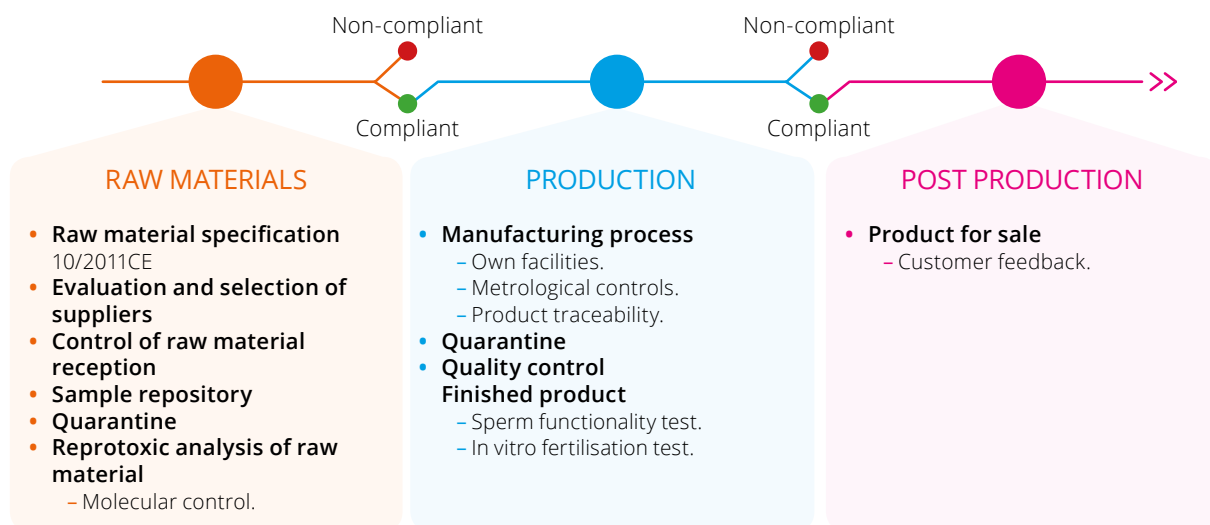 Non-compliant
Non-compliant
Compliant
Compliant
RAW MATERIALS
• Raw material specification
10/2011CE
• Evaluation and selection of
suppliers
• Control of raw material
reception
• Sample repository
• Quarantine
• Reprotoxic analysis of raw
material
– Molecular control.
PRODUCTION
• Manufacturing process
– Own facilities.
– Metrological controls.
– Product traceability.
• Quarantine
• Quality control
Finished product
– Sperm functionality test.
– In vitro fertilisation test.
POST PRODUCTION
• Product for sale
– Customer feedback.